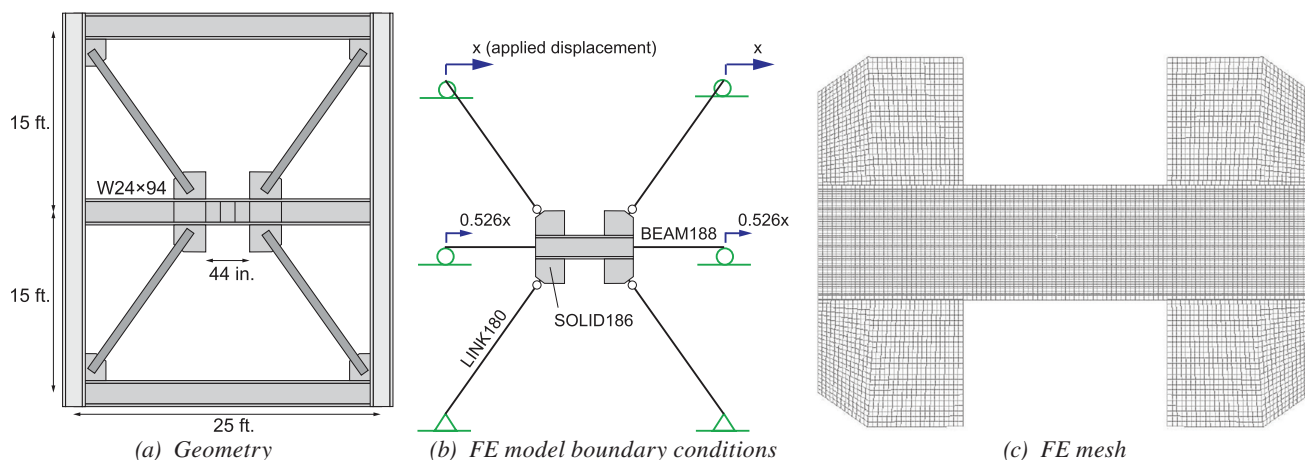 15 ft.
W24×94
44 in.
15 ft.
25 ft.
(a) Geometry
x (applied displacement)
x
0.526x
0.526x
BEAM188
SOLID186
LINK180
(b) FE model boundary conditions
(c) FE mesh